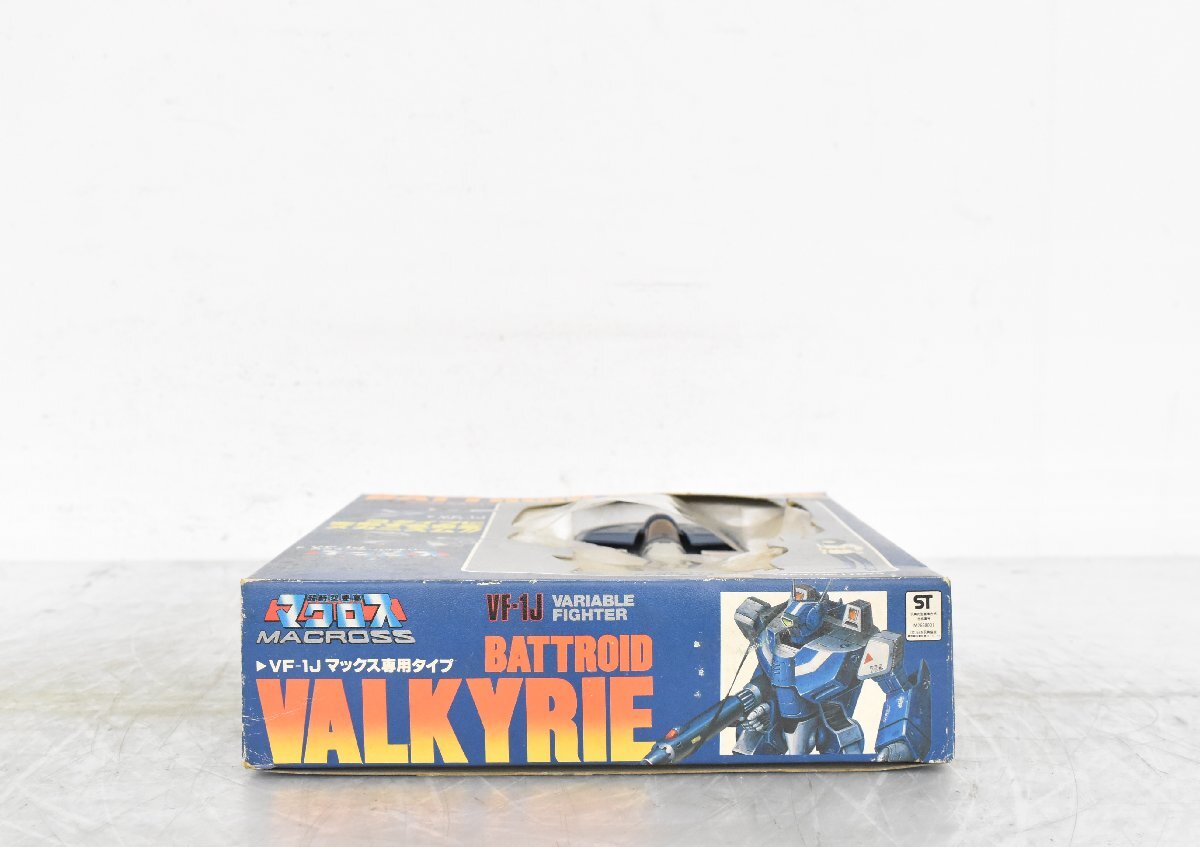 超時空要塞
マクロス
MACROSS
VF-1J
VARIABLE
FIGHTER
BATTROID
▶VF-1J マックス専用タイプ
VALKYRIE
ST